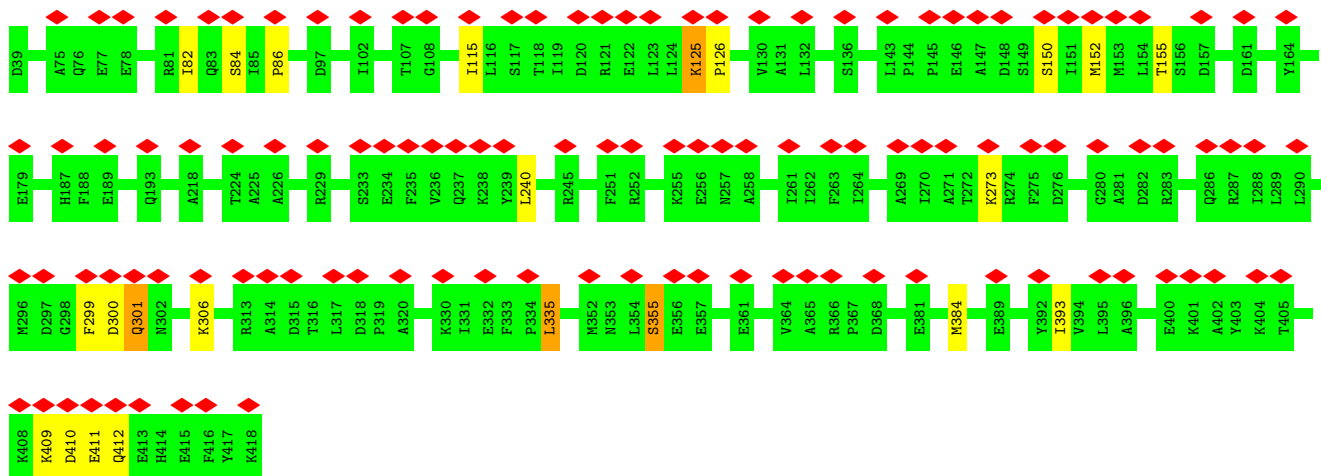 D39 A75 Q76 E77 E78 R81 I82 Q83 S84 I85 P86 D97 I102 T107 G108 I115 L116 S117 T118 I119 D120 R121 E122 L123 L124 K125 P126 V130 A131 L132 S136 L143 P144 P145 E146 A147 D148 S149 S150 I151 M152 M153 L154 T155 S156 D157 D161 Y164
E179 H187 F188 E189 Q193 A218 T224 A225 A226 R229 S233 E234 F235 V236 Q237 K238 Y239 L240 R245 F251 R252 K255 E256 N257 A258 I261 I262 F263 I264 A269 I270 A271 T272 K273 R274 F275 D276 G280 A281 D282 R283 Q286 R287 I288 L289 L290
M296 D297 G298 F299 D300 Q301 N302 K306 R313 A314 D315 T316 L317 D318 P319 A320 K330 I331 E332 F333 P334 L335 M352 N353 L354 S355 E356 E357 E361 V364 A365 R366 P367 D368 E381 M384 E389 Y392 I393 V394 L395 A396 E400 K401 A402 Y403 K404 T405
K408 K409 D410 E411 Q412 E413 H414 E415 F416 Y417 K418